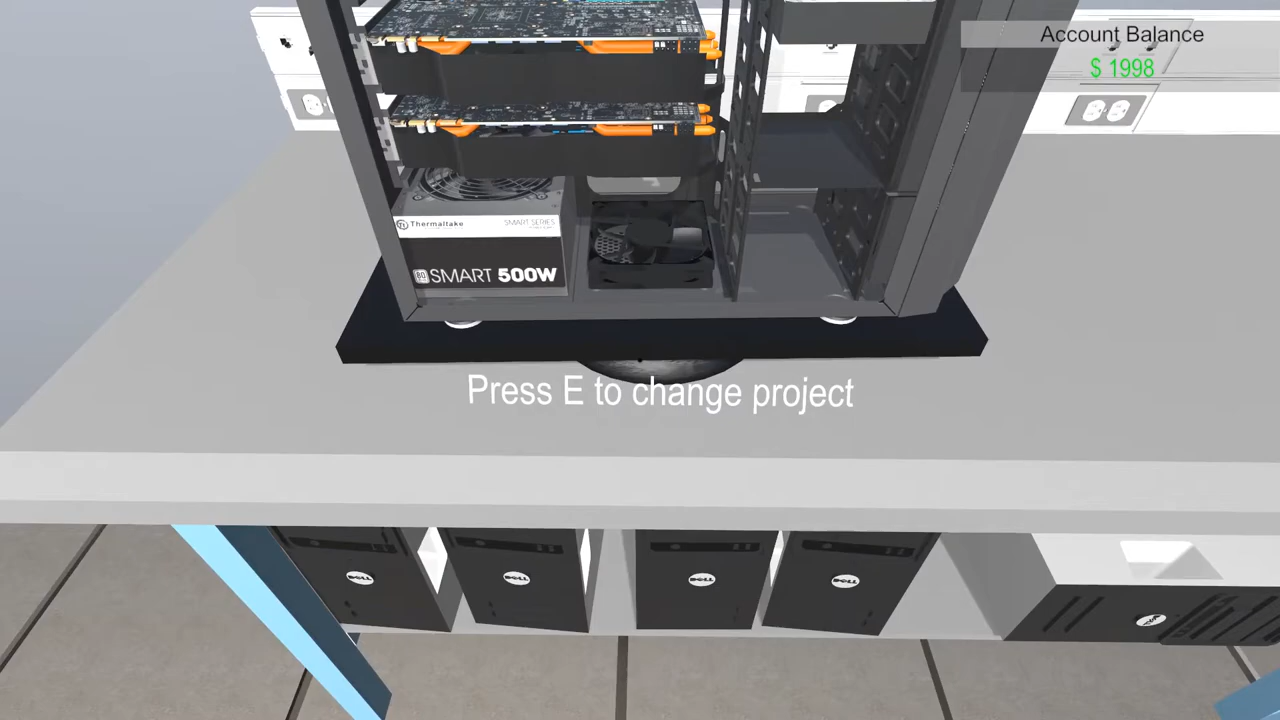 Account Balance
$ 1998
Thermaltake
SMART SERIES
SMART 500W
Press E to change project
DELL
DELL
DELL
DELL
DELL